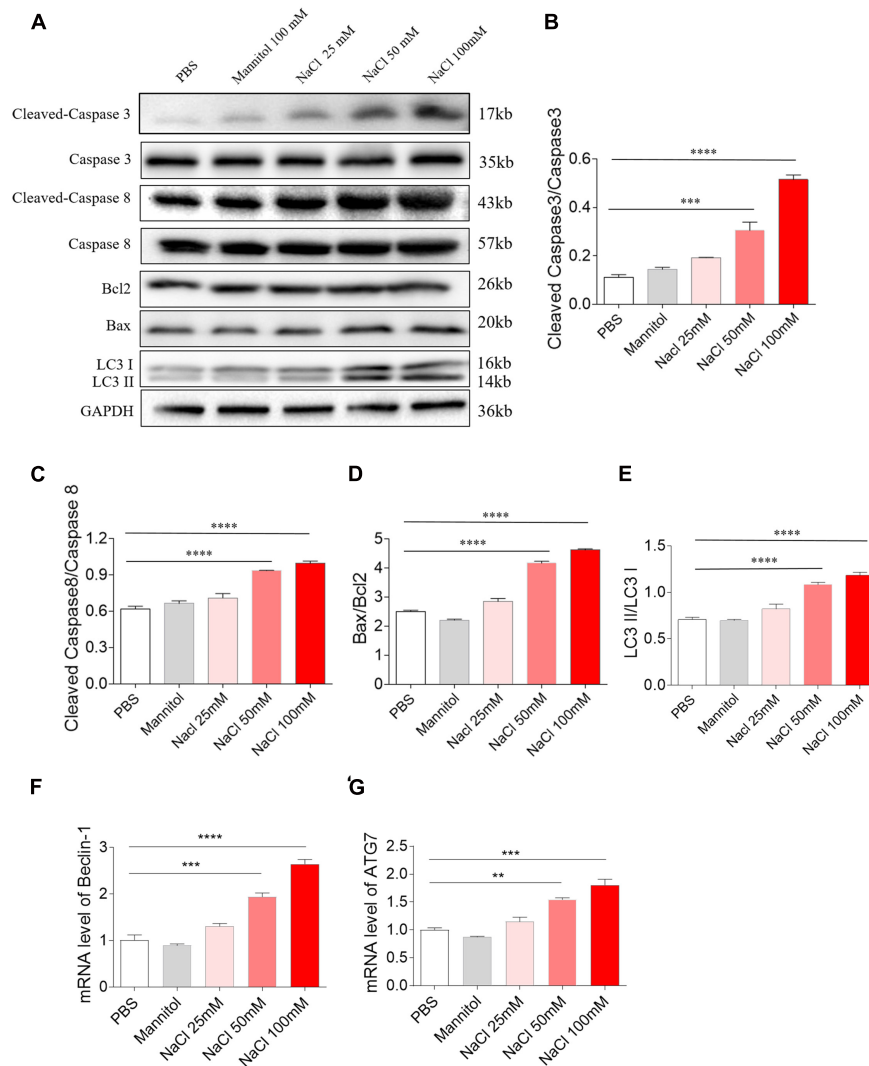 A
PBS
Mannitol 100 mM
NaCl 25 mM
NaCl 50 mM
NaCl 100mM
Cleaved-Caspase 3
17kb
Caspase 3
35kb
Cleaved-Caspase 8
43kb
Caspase 8
57kb
Bcl2
26kb
Bax
20kb
LC3 I
16kb
LC3 II
14kb
GAPDH
36kb
B
Cleaved Caspase3/Caspase3
0.6
0.4
0.2
0.0
****
***
PBS
Mannitol
NaCl 25mM
NaCl 50mM
NaCl 100mM
C
Cleaved Caspase8/Caspase 8
1.2
0.9
0.6
0.3
0.0
****
****
PBS
Mannitol
NaCl 25mM
NaCl 50mM
NaCl 100mM
D
Bax/Bcl2
5
4
3
2
1
0
****
****
PBS
Mannitol
NaCl 25mM
NaCl 50mM
NaCl 100mM
E
LC3 II/LC3 I
1.5
1.0
0.5
0.0
****
****
PBS
Mannitol
NaCl 25mM
NaCl 50mM
NaCl 100mM
F
mRNA level of Beclin-1
3
2
1
0
****
***
PBS
Mannitol
NaCl 25mM
NaCl 50mM
NaCl 100mM
‘G
mRNA level of ATG7
2.5
2.0
1.5
1.0
0.5
0.0
***
**
PBS
Mannitol
NaCl 25mM
NaCl 50mM
NaCl 100mM